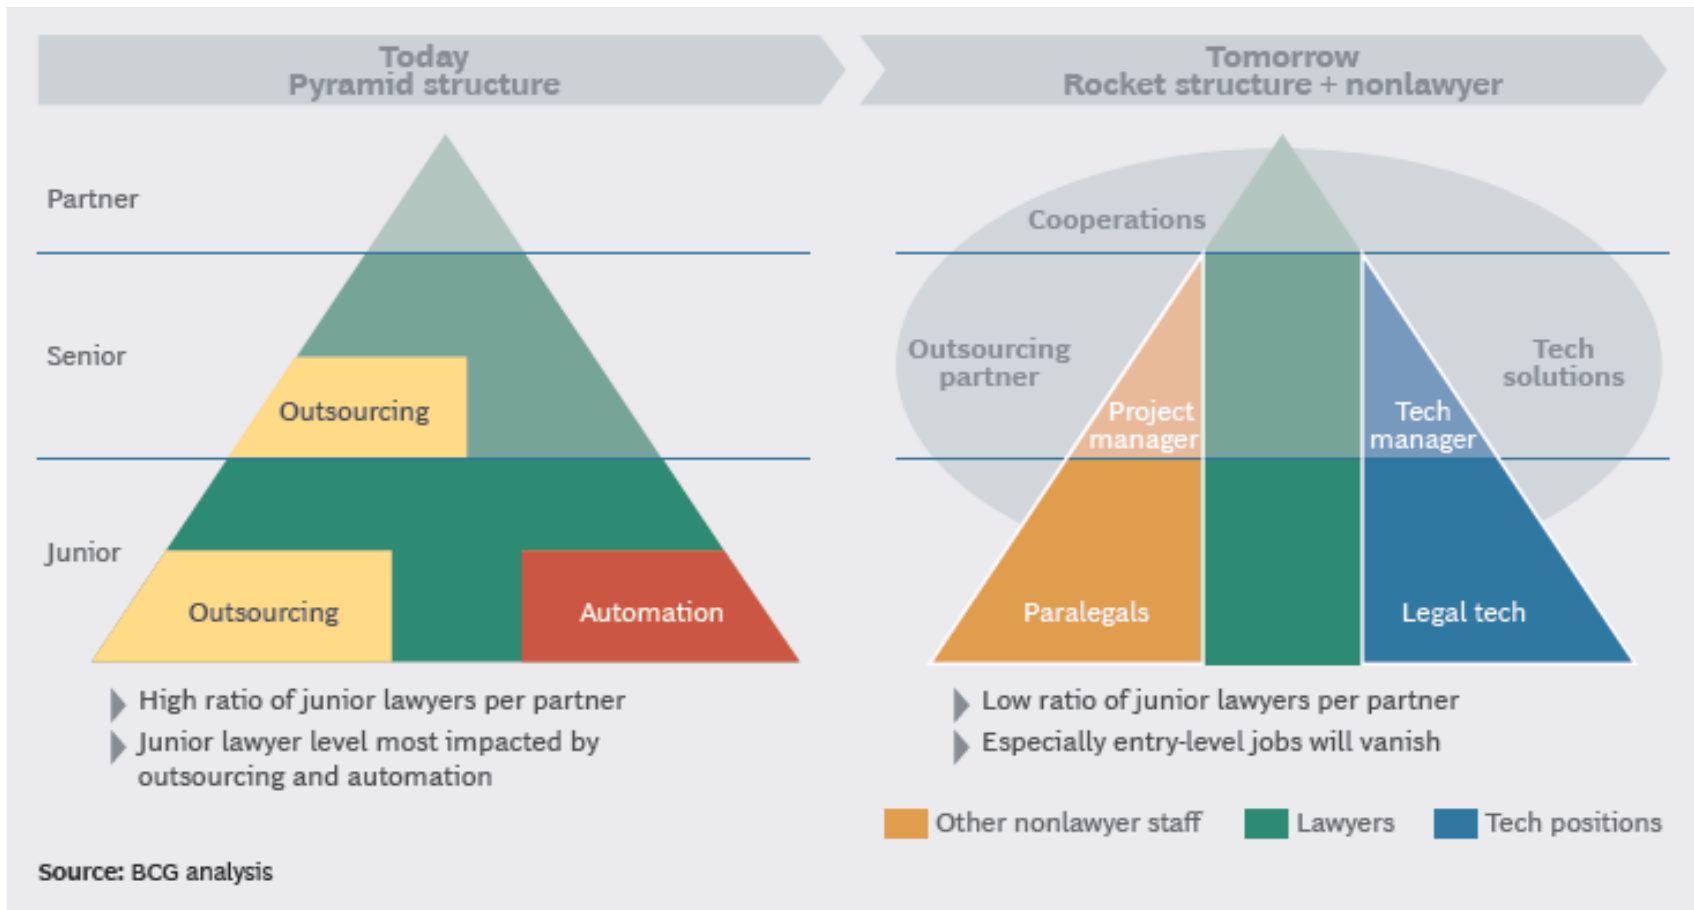 Today
Pyramid structure
Tomorrow
Rocket structure + nonlawyer
Partner
Senior
Junior
Outsourcing
Outsourcing
Automation
Cooperations
Outsourcing
partner
Tech
solutions
Project
manager
Tech
manager
Paralegals
Legal tech
High ratio of junior lawyers per partner
Junior lawyer level most impacted by
outsourcing and automation
Low ratio of junior lawyers per partner
Especially entry-level jobs will vanish
Other nonlawyer staff
Lawyers
Tech positions
Source: BCG analysis